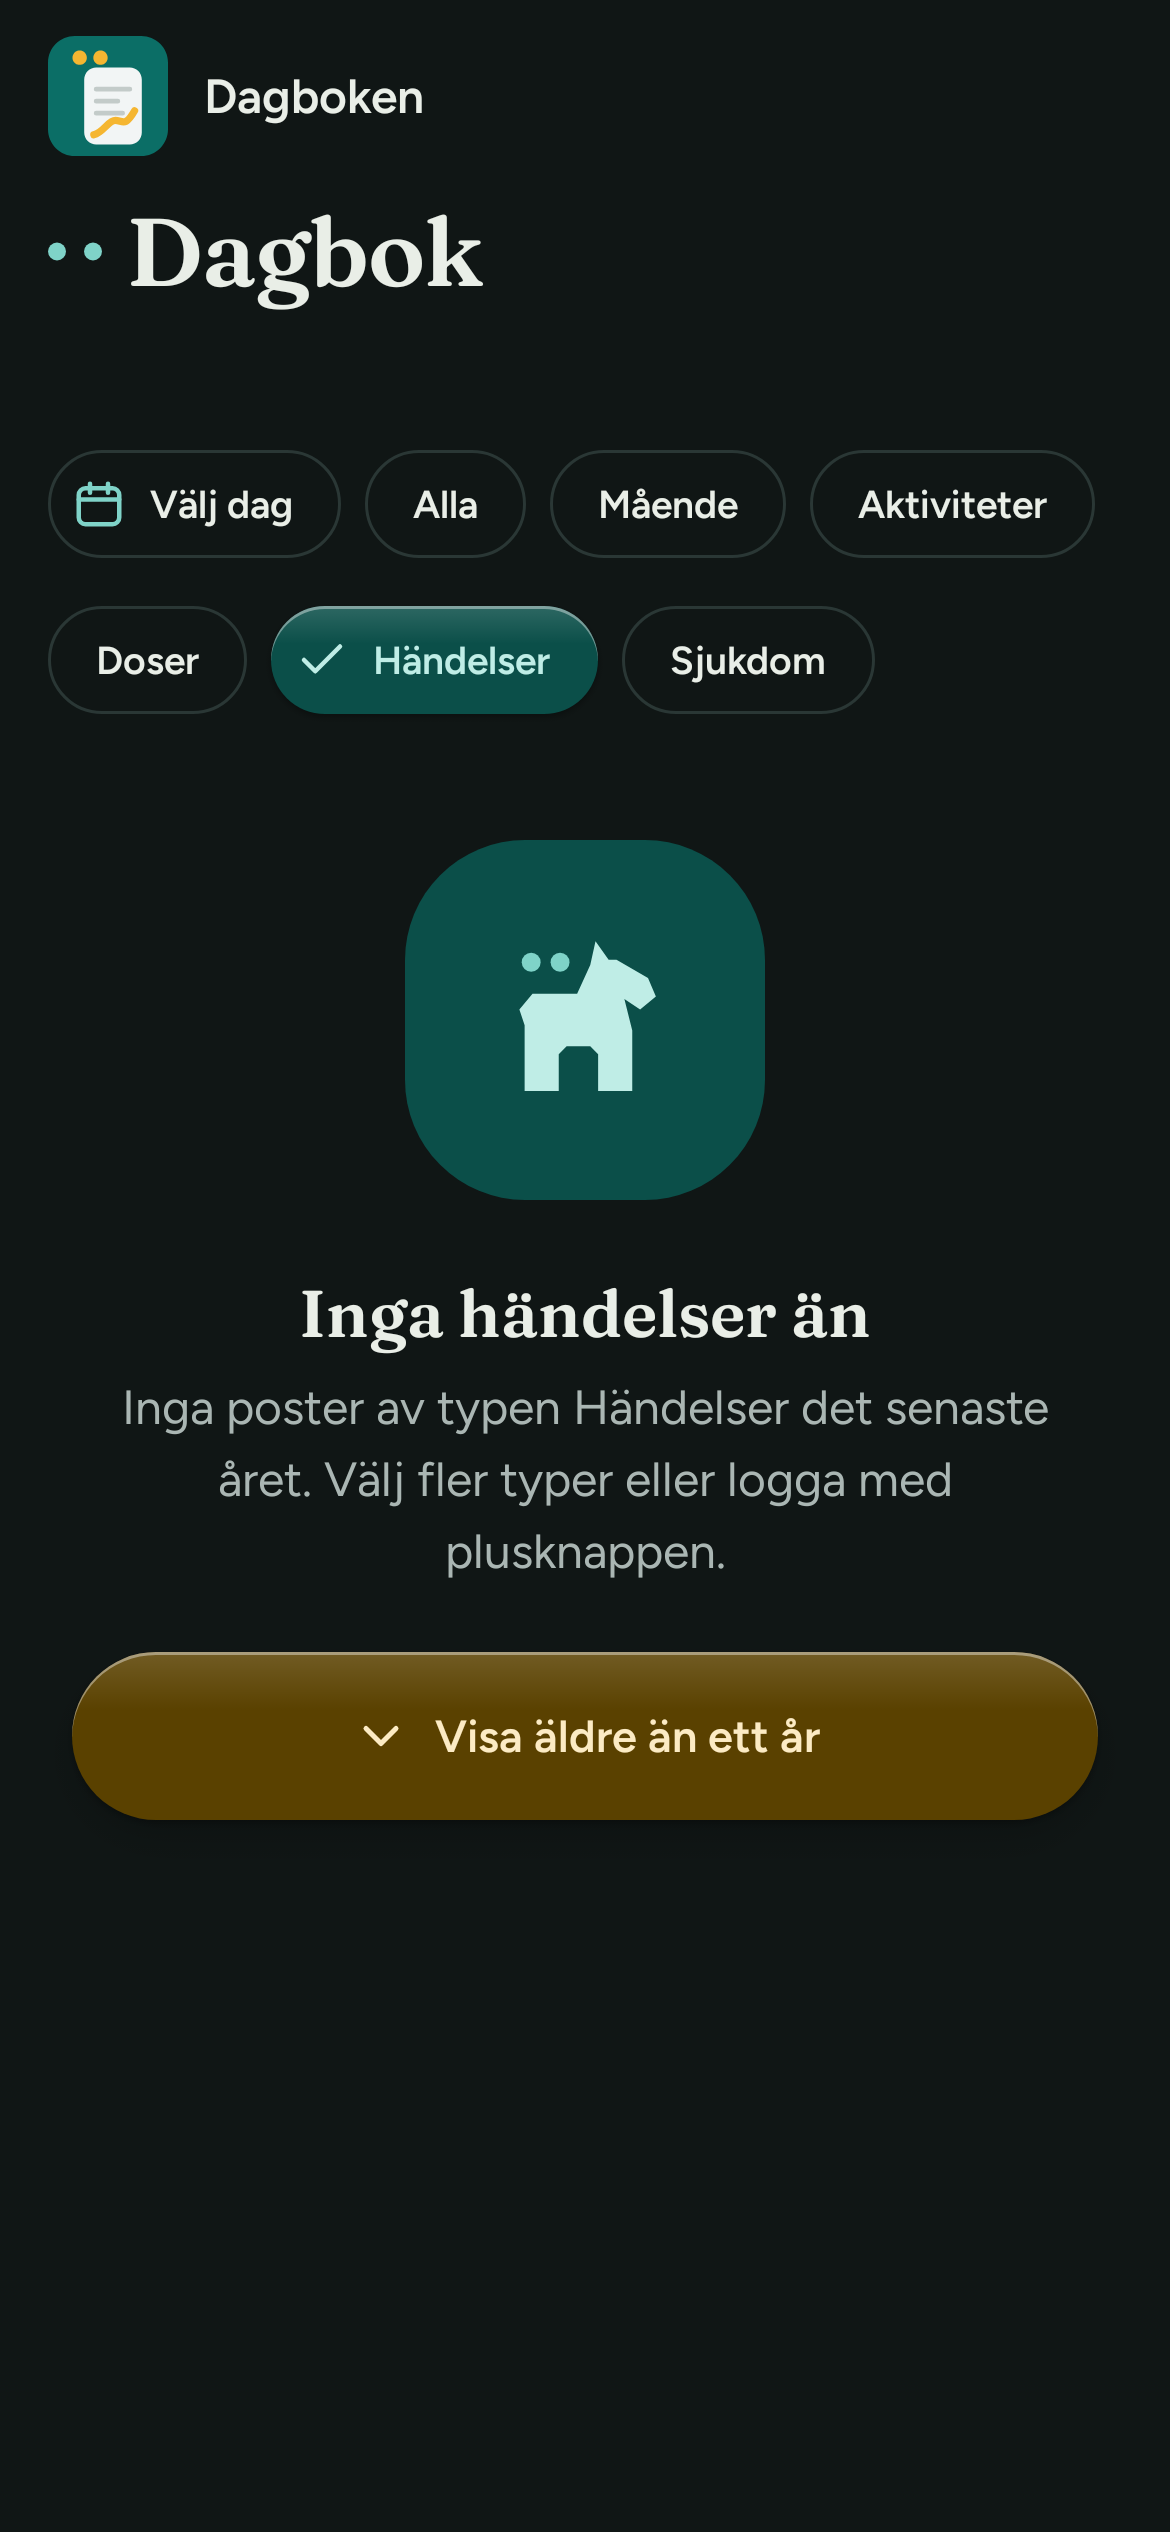 Dagboken
Dagbok
Välj dag
Alla
Mående
Aktiviteter
Doser
Händelser
Sjukdom
Inga händelser än
Inga poster av typen Händelser det senaste
året. Välj fler typer eller logga med
plusknappen.
Visa äldre än ett år